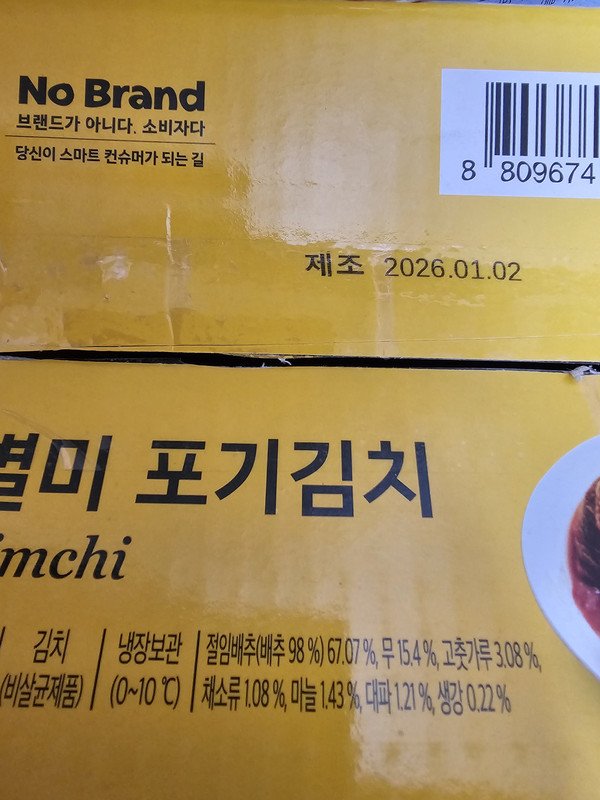 No Brand
브랜드가 아니다. 소비자다
당신이 스마트 컨슈머가 되는 길
8 809674
제조 2026.01.02
별미 포기김치
imchi
김치
(비살균제품)
냉장보관
(0~10 ℃)
절임배추(배추 98 %) 67.07 %, 무 15.4 %, 고춧가루 3.08 %,
채소류 1.08 %, 마늘 1.43 %, 대파 1.21 %, 생강 0.22 %